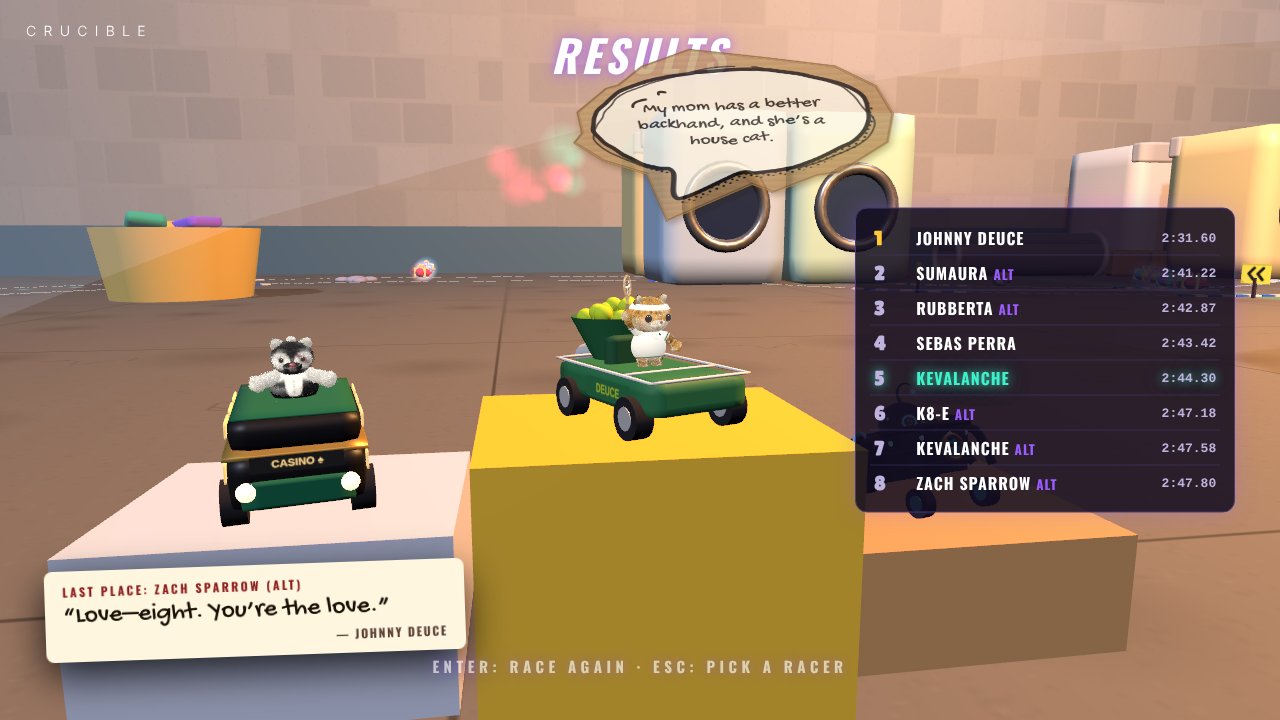 CRUCIBLE
RESULTS
My mom has a better
backhand, and she's a
house cat.
1 JOHNNY DEUCE 2:31.60
2 SUMAURA ALT 2:41.22
3 RUBBERTA ALT 2:42.87
4 SEBAS PERRA 2:43.42
5 KEVALANCHE 2:44.30
6 K8-E ALT 2:47.18
7 KEVALANCHE ALT 2:47.58
8 ZACH SPARROW ALT 2:47.80
DEUCE
CASINO ♠
LAST PLACE: ZACH SPARROW (ALT)
"Love—eight. You're the love."
— JOHNNY DEUCE
ENTER: RACE AGAIN · ESC: PICK A RACER